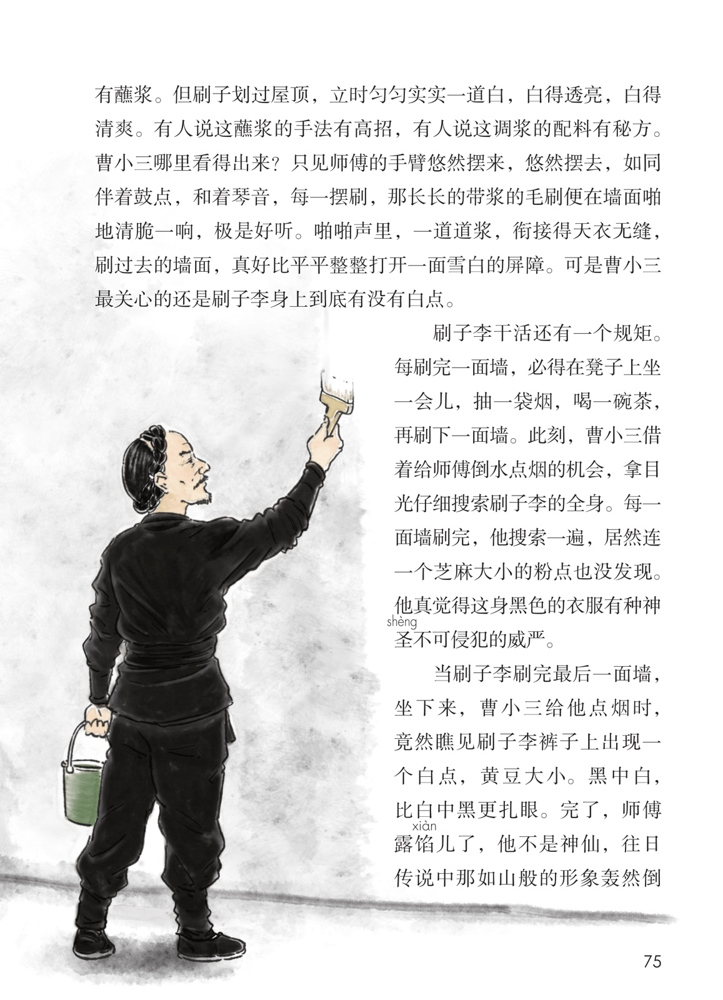 有蘸浆。但刷子划过屋顶，立时匀匀实实一道白，白得透亮，白得
清爽。有人说这蘸浆的手法有高招，有人说这调浆的配料有秘方。
曹小三哪里看得出来？只见师傅的手臂悠然摆来，悠然摆去，如同
伴着鼓点，和着琴音，每一摆刷，那长长的带浆的毛刷便在墙面啪
地清脆一响，极是好听。啪啪声里，一道道浆，衔接得天衣无缝，
刷过去的墙面，真好比平平整整打开一面雪白的屏障。可是曹小三
最关心的还是刷子李身上到底有没有白点。
刷子李干活还有一个规矩。
每刷完一面墙，必得在凳子上坐
一会儿，抽一袋烟，喝一碗茶，
再刷下一面墙。此刻，曹小三借
着给师傅倒水点烟的机会，拿目
光仔细搜索刷子李的全身。每一
面墙刷完，他搜索一遍，居然连
一个芝麻大小的粉点也没发现。
他真觉得这身黑色的衣服有种神
shèng
圣不可侵犯的威严。
当刷子李刷完最后一面墙，
坐下来，曹小三给他点烟时，
竟然瞧见刷子李裤子上出现一
个白点，黄豆大小。黑中白，
比白中黑更扎眼。完了，师傅
xiàn
露馅儿了，他不是神仙，往日
传说中那如山般的形象轰然倒
75